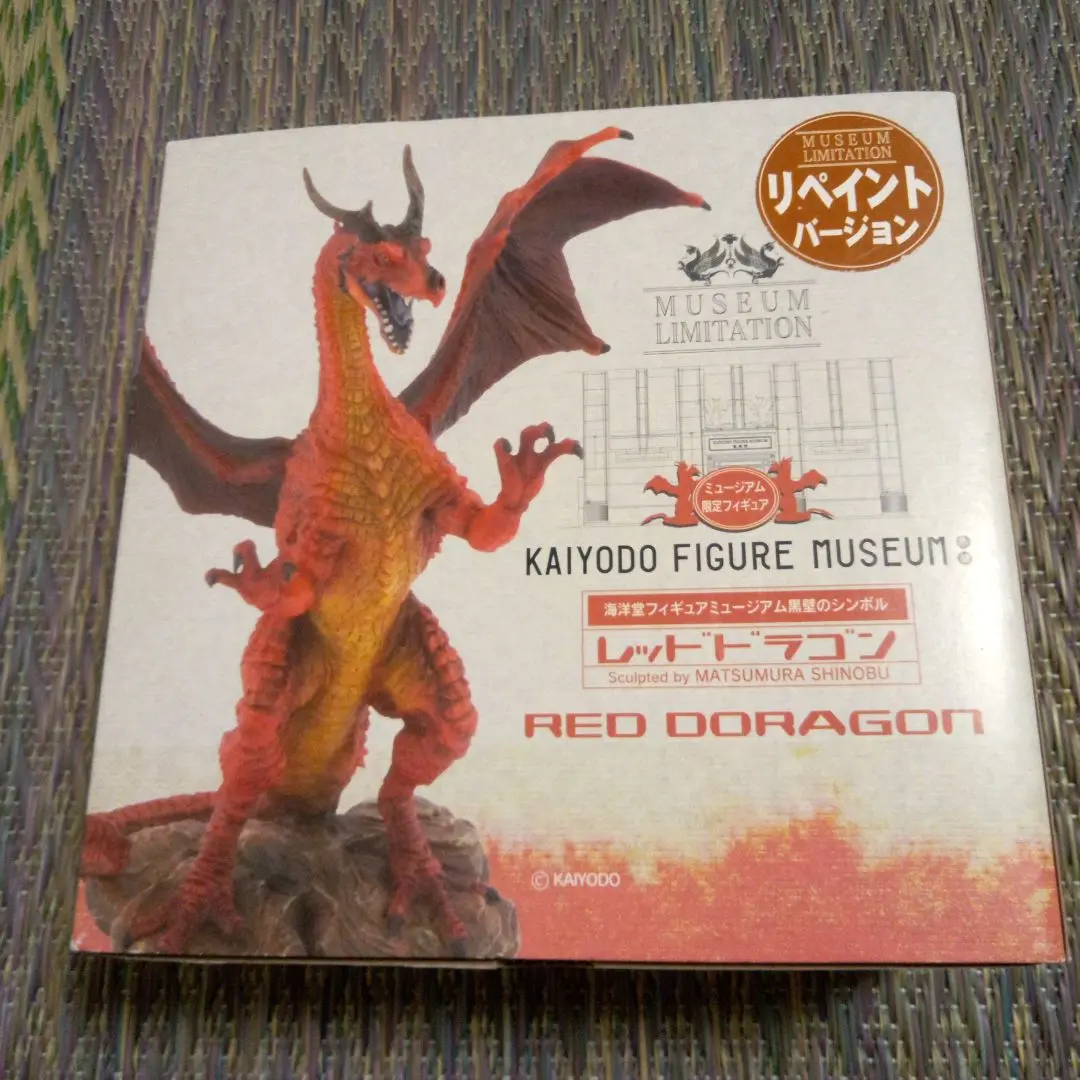 MUSEUM
LIMITATION
リペイント
バージョン
MUSEUM
LIMITATION
KAIYODO FIGURE MUSEUM
ミュージアム
限定フィギュア
KAIYODO FIGURE MUSEUM
海洋堂フィギュアミュージアム黒壁のシンボル
レッドドラゴン
Sculpted by MATSUMURA SHINOBU
RED DORAGON
© KAIYODO